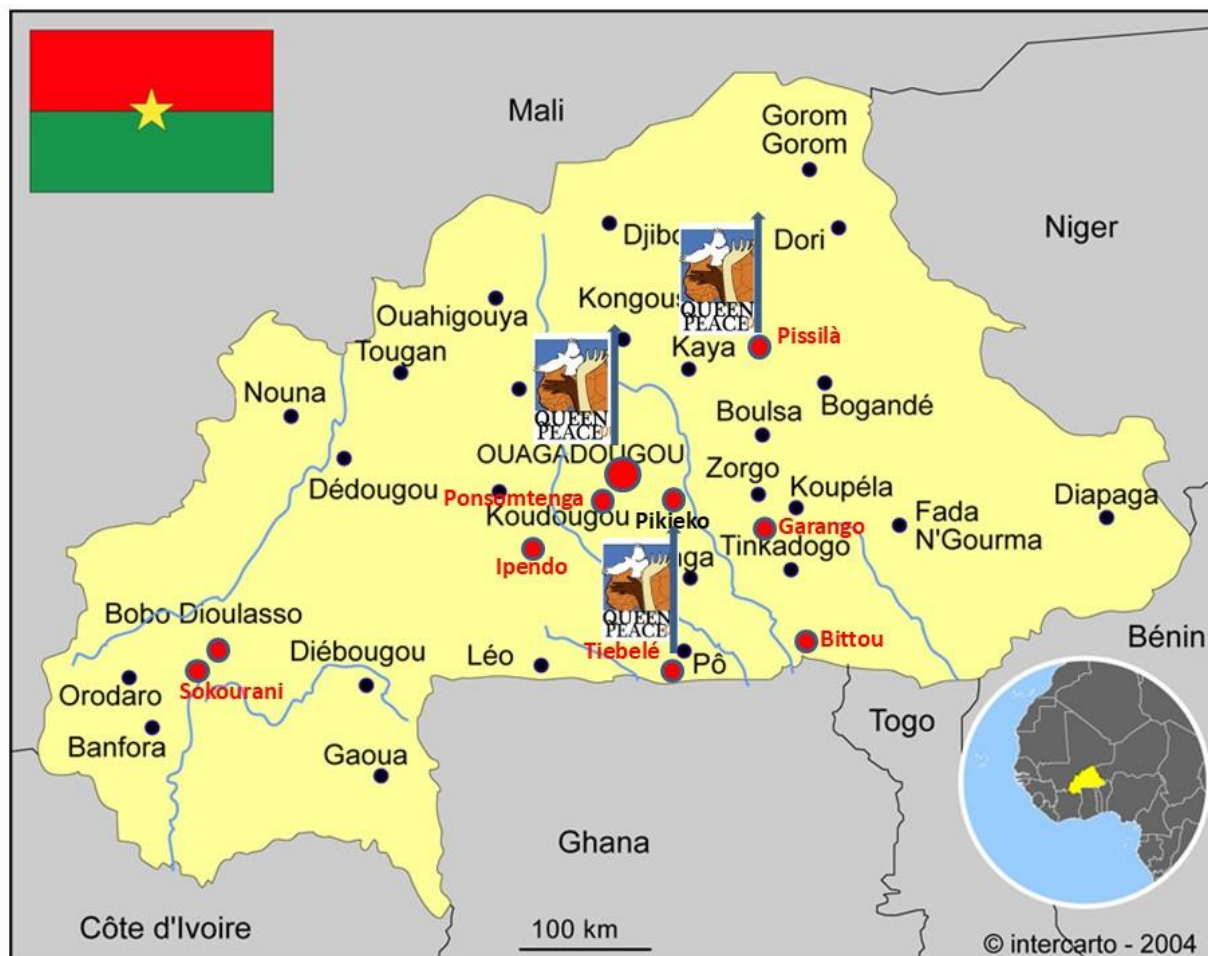 Mali
Gorom
Gorom
Niger
Djibo
Dori
Kongous
Ouahigouya
QUEEN
PEACE
Pissilà
Tougan
Kaya
Nouna
Boulsa
Bogandé
QUEEN
PEACE
OUAGADOUGOU
Zorgo
Dédougou
Ponsomtenga
Koupéla
Diapaga
Koudougou
Pikieko
Garango
Fada
N'Gourma
Ipendo
nga
Tinkadogo
QUEEN
PEACE
Bobo Dioulasso
Bittou
Bénin
Diébougou
Léo
Tiebelé
Pô
Orodaro
Sokourani
Togo
Banfora
Gaoua
Ghana
Côte d'Ivoire
100 km
© intercarto - 2004